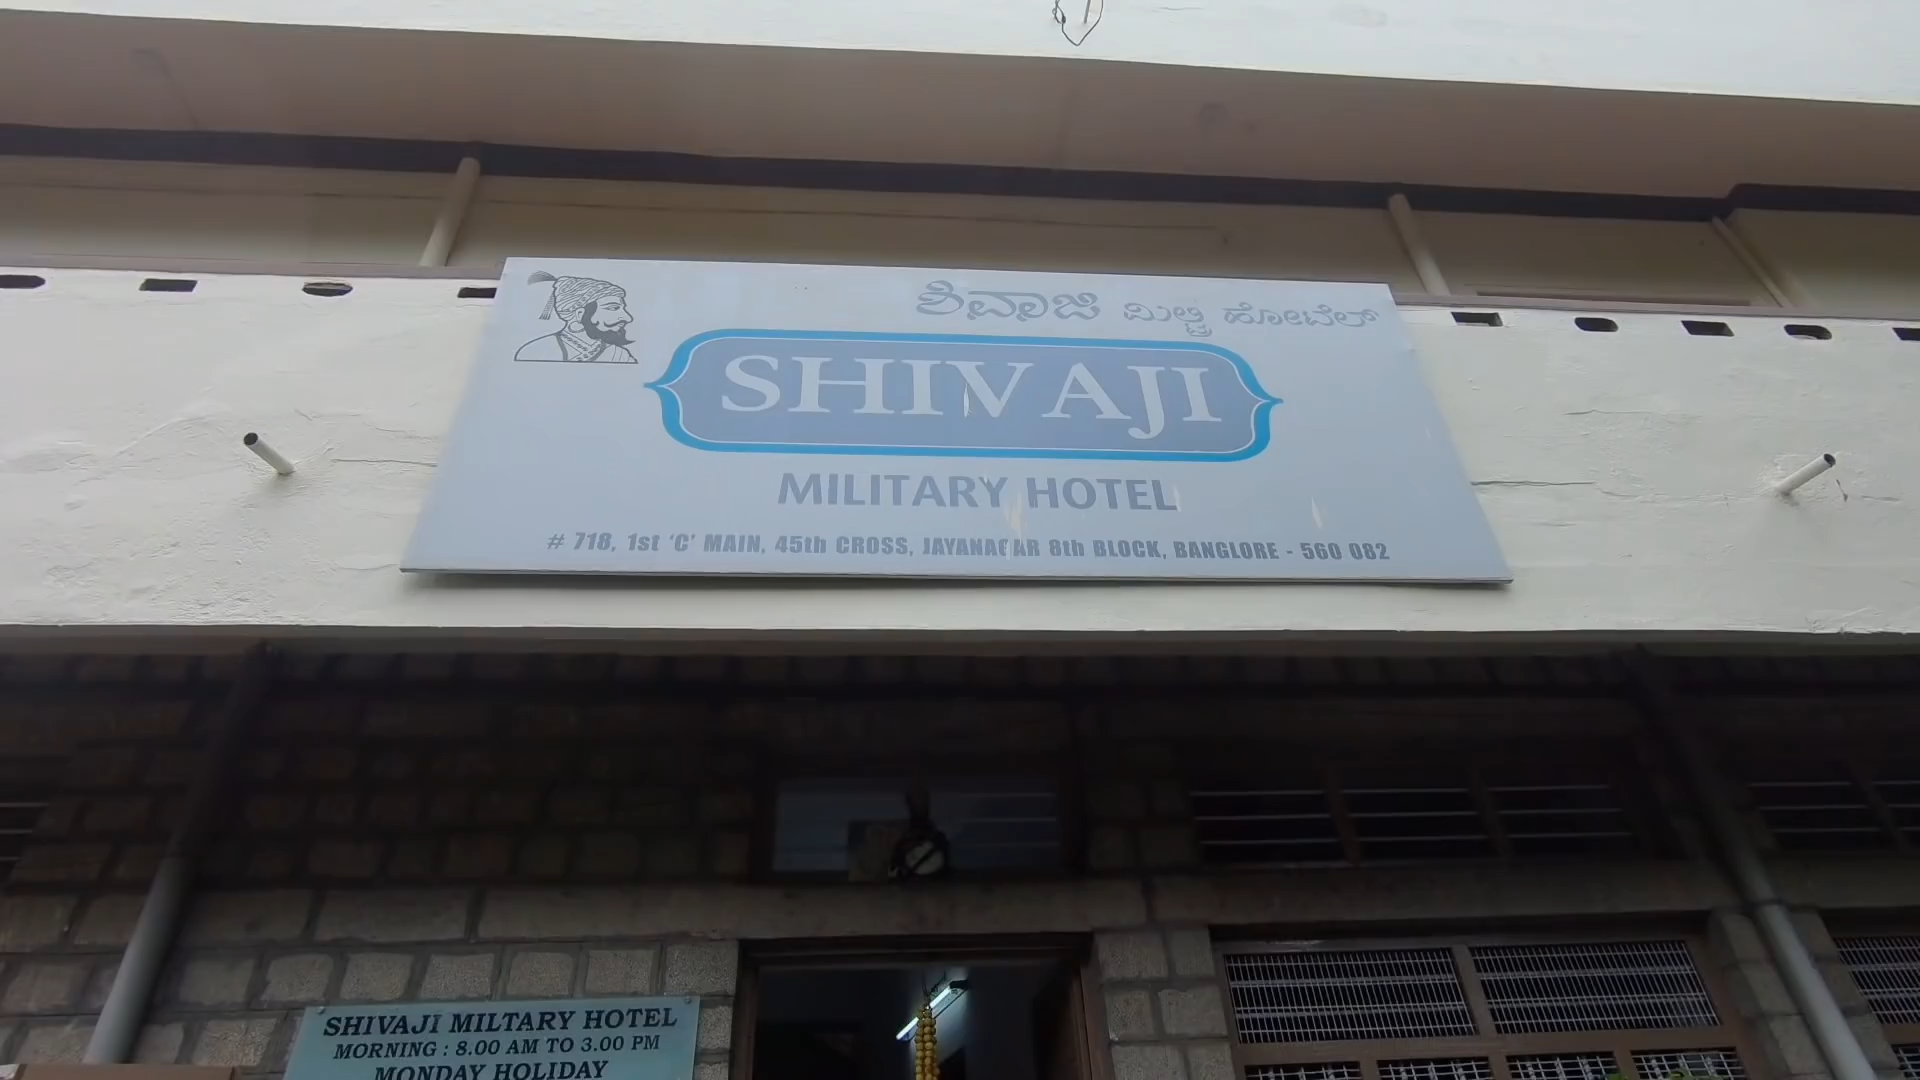 ಶಿವಾಜಿ ಮಿಲ್ಟ್ರಿ ಹೋಟೆಲ್
SHIVAJI
MILITARY HOTEL
# 718, 1st 'C' MAIN, 45th CROSS, JAYANAGAR 8th BLOCK, BANGLORE - 560 082
SHIVAJI MILTARY HOTEL
MORNING : 8.00 AM TO 3.00 PM
MONDAY HOLIDAY